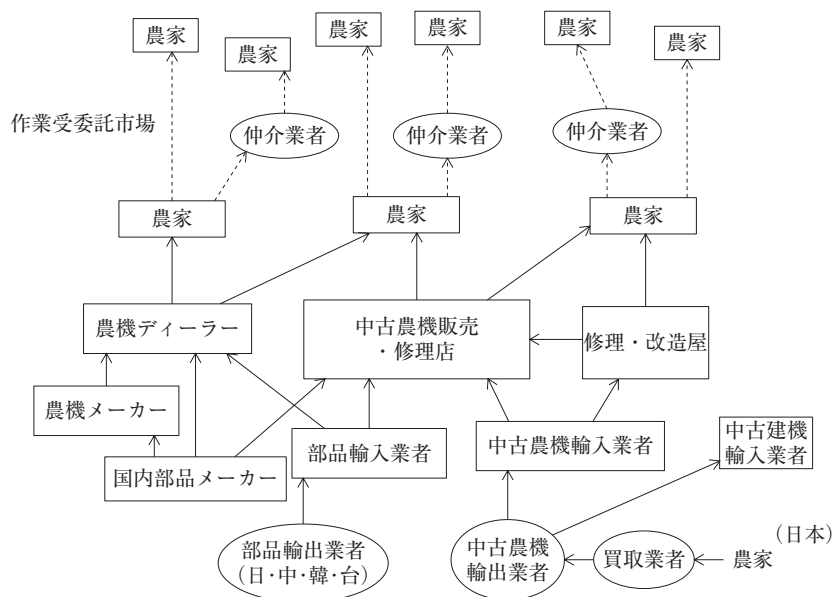 農家
農家
農家
農家
農家
農家
作業受委託市場
仲介業者
仲介業者
仲介業者
農家
農家
農家
農機ディーラー
中古農機販売
・修理店
修理・改造屋
農機メーカー
国内部品メーカー
部品輸入業者
中古農機輸入業者
中古建機
輸入業者
部品輸出業者
(日・中・韓・台)
中古農機
輸出業者
買取業者
農家
(日本)